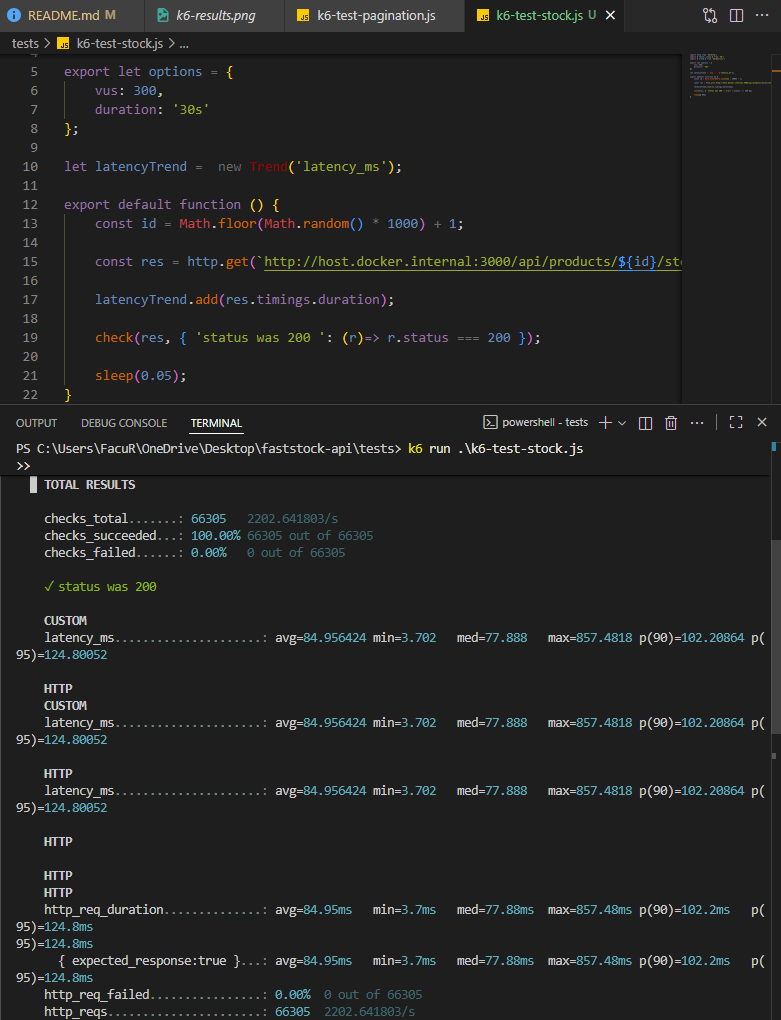 README.md M
k6-results.png
JS k6-test-pagination.js
JS k6-test-stock.js U
tests > JS k6-test-stock.js > ...
5 export let options = {
6 vus: 300,
7 duration: '30s'
8 };
9
10 let latencyTrend =  new Trend('latency_ms');
11
12 export default function () {
13 const id = Math.floor(Math.random() * 1000) + 1;
14
15 const res = http.get(`http://host.docker.internal:3000/api/products/${id}/sto
16
17 latencyTrend.add(res.timings.duration);
18
19 check(res, { 'status was 200 ': (r)=> r.status === 200 });
20
21 sleep(0.05);
22 }
OUTPUT DEBUG CONSOLE TERMINAL powershell - tests
PS C:\Users\FacuR\OneDrive\Desktop\faststock-api\tests> k6 run .\k6-test-stock.js
>>
TOTAL RESULTS
checks_total.......: 66305 2202.641803/s
checks_succeeded...: 100.00% 66305 out of 66305
checks_failed......: 0.00% 0 out of 66305
✓ status was 200
CUSTOM
latency_ms.....................: avg=84.956424 min=3.702 med=77.888 max=857.4818 p(90)=102.20864 p(
95)=124.80052
HTTP
CUSTOM
latency_ms.....................: avg=84.956424 min=3.702 med=77.888 max=857.4818 p(90)=102.20864 p(
95)=124.80052
HTTP
latency_ms.....................: avg=84.956424 min=3.702 med=77.888 max=857.4818 p(90)=102.20864 p(
95)=124.80052
HTTP
HTTP
HTTP
http_req_duration..............: avg=84.95ms min=3.7ms med=77.88ms max=857.48ms p(90)=102.2ms p(
95)=124.8ms
95)=124.8ms
{ expected_response:true }...: avg=84.95ms min=3.7ms med=77.88ms max=857.48ms p(90)=102.2ms p(
95)=124.8ms
http_req_failed................: 0.00% 0 out of 66305
http_reqs......................: 66305 2202.641803/s